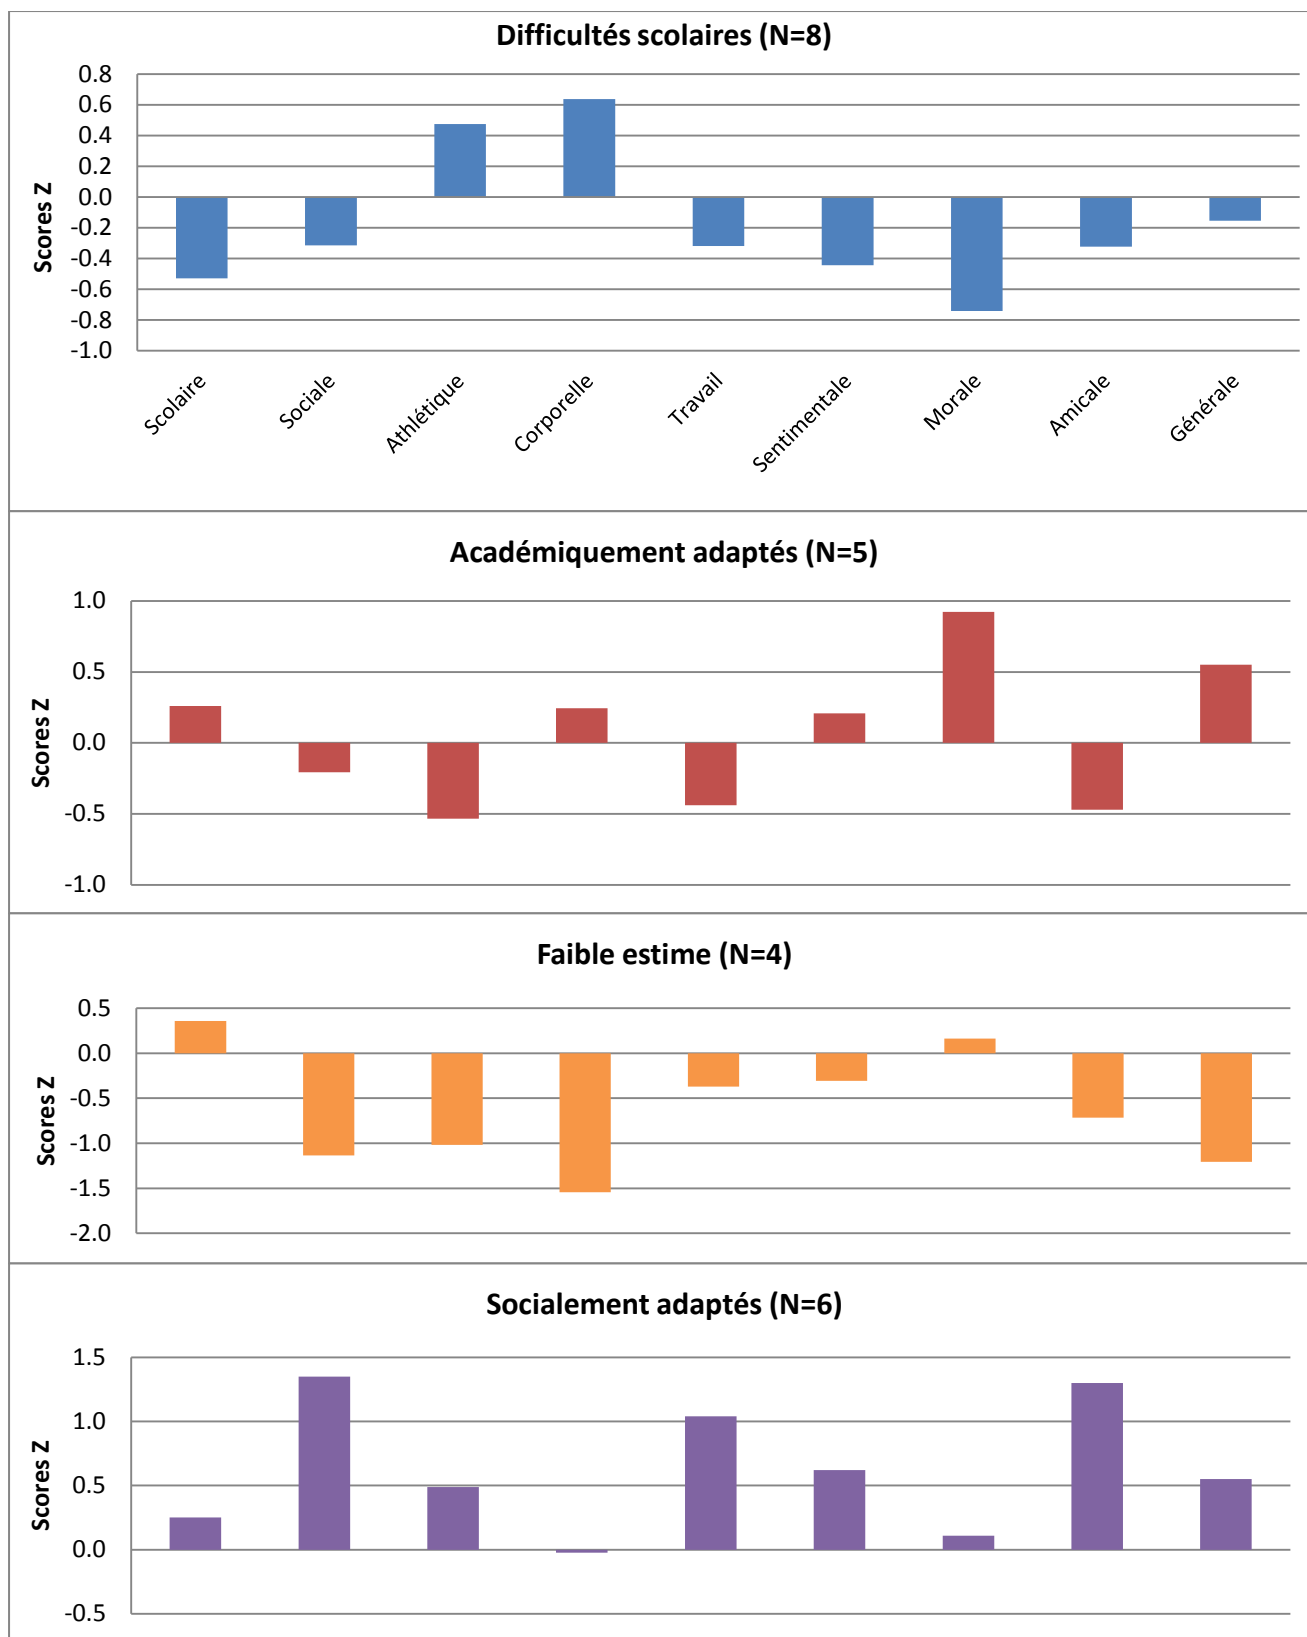 Difficultés scolaires (N=8)
Scores Z
0.8
0.6
0.4
0.2
0.0
-0.2
-0.4
-0.6
-0.8
-1.0
Scolaire
Sociale
Athlétique
Corporelle
Travail
Sentimentale
Morale
Amicale
Générale
Académiquement adaptés (N=5)
Scores Z
1.0
0.5
0.0
-0.5
-1.0
Faible estime (N=4)
Scores Z
0.5
0.0
-0.5
-1.0
-1.5
-2.0
Socialement adaptés (N=6)
Scores Z
1.5
1.0
0.5
0.0
-0.5